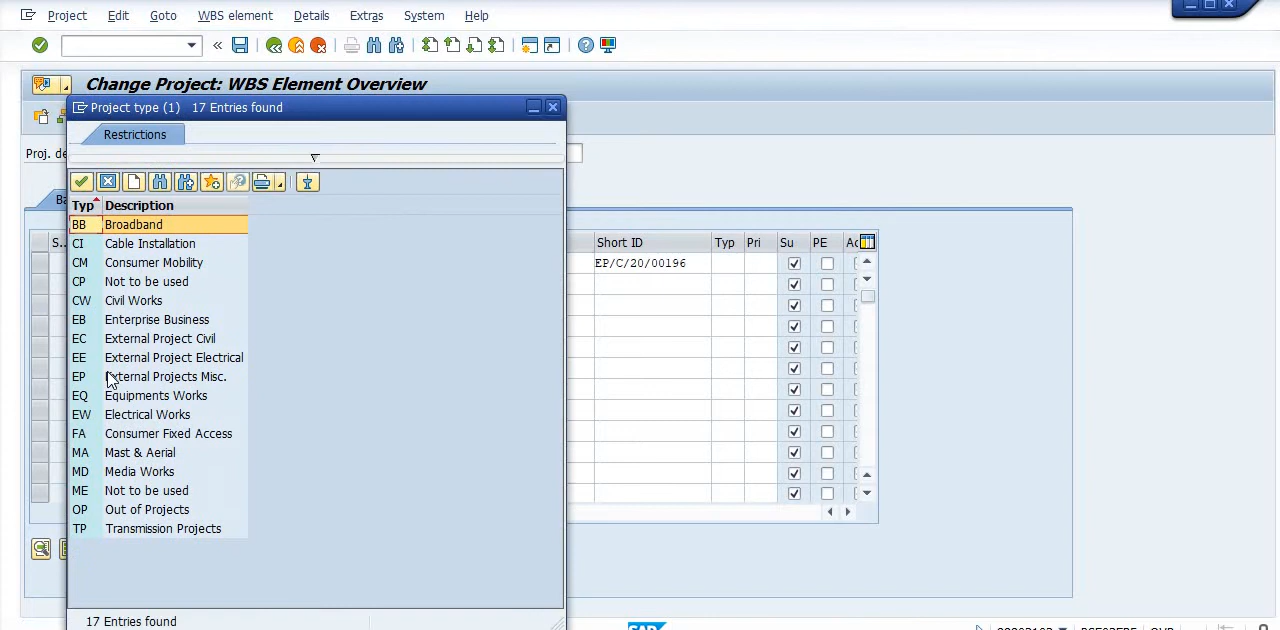 Project Edit Goto WBS element Details Extras System Help
Change Project: WBS Element Overview
Project type (1) 17 Entries found
Restrictions
Proj. de
Ba
Typ Description
BB Broadband
CI Cable Installation
CM Consumer Mobility
CP Not to be used
CW Civil Works
EB Enterprise Business
EC External Project Civil
EE External Project Electrical
EP External Projects Misc.
EQ Equipments Works
EW Electrical Works
FA Consumer Fixed Access
MA Mast & Aerial
MD Media Works
ME Not to be used
OP Out of Projects
TP Transmission Projects
17 Entries found
S.. Short ID Typ Pri Su PE Ac
EP/C/20/00196
SAP